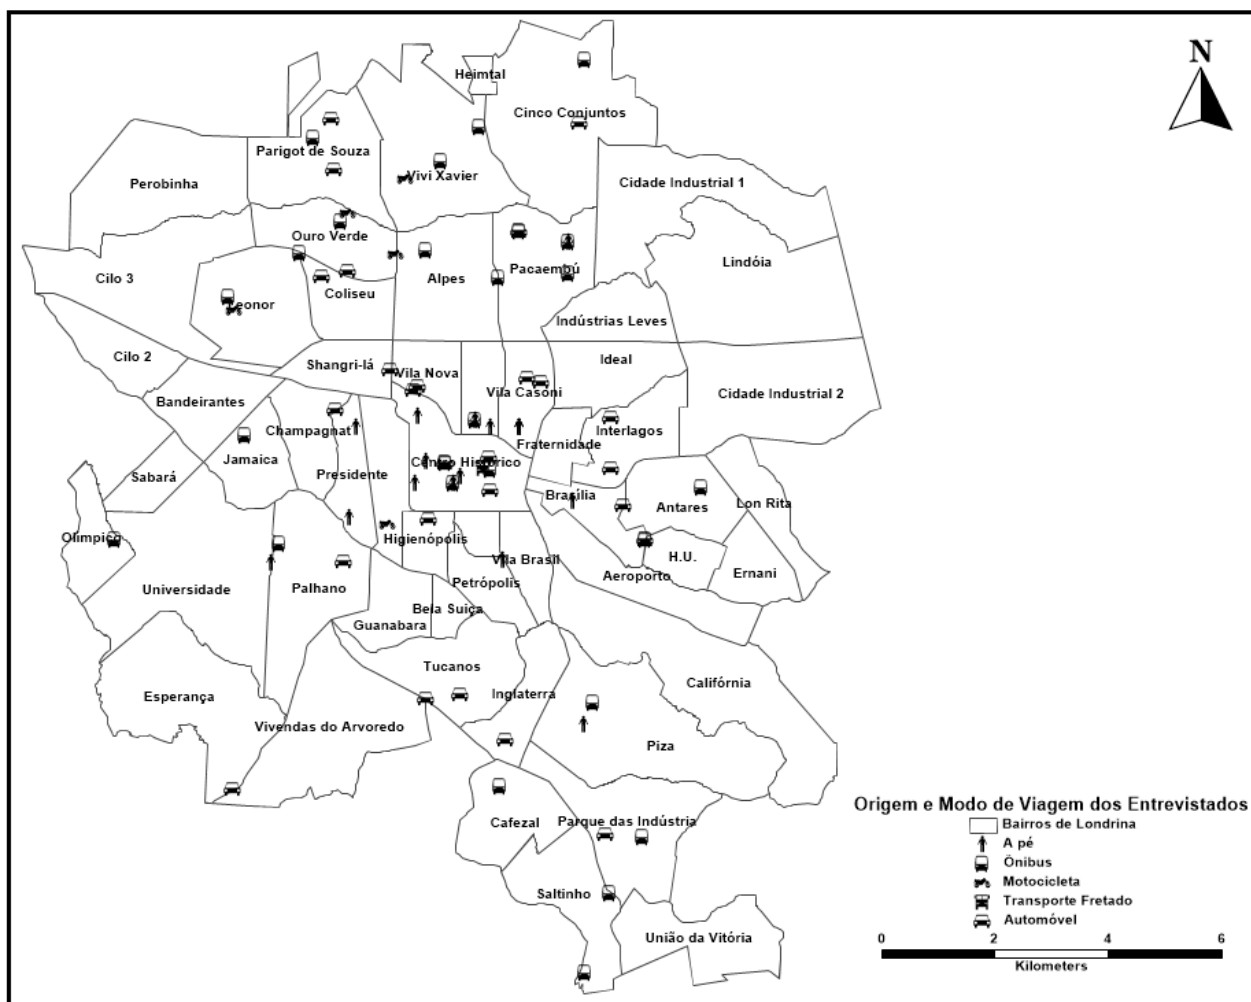 N
Heimtal
Cinco Conjuntos
Parigot de Souza
Vivi Xavier
Perobinha
Cidade Industrial 1
Ouro Verde
Lindóia
Cilo 3
Alpes
Pacaembú
Coliseu
Leonor
Indústrias Leves
Cilo 2
Shangri-lá
Vila Nova
Ideal
Bandeirantes
Vila Casoni
Cidade Industrial 2
Champagnat
Interlagos
Fraternidade
Jamaica
Centro Histórico
Presidente
Sabará
Brasília
Antares
Lon Rita
Olímpico
Higienópolis
Vila Brasil
H.U.
Aeroporto
Ernani
Universidade
Palhano
Petrópolis
Bela Suiça
Guanabara
Tucanos
Esperança
Inglaterra
Califórnia
Vivendas do Arvoredo
Piza
Cafezal
Parque das Indústria
Saltinho
União da Vitória
Origem e Modo de Viagem dos Entrevistados
Bairros de Londrina
A pé
Ônibus
Motocicleta
Transporte Fretado
Automóvel
0 2 4 6
Kilometers